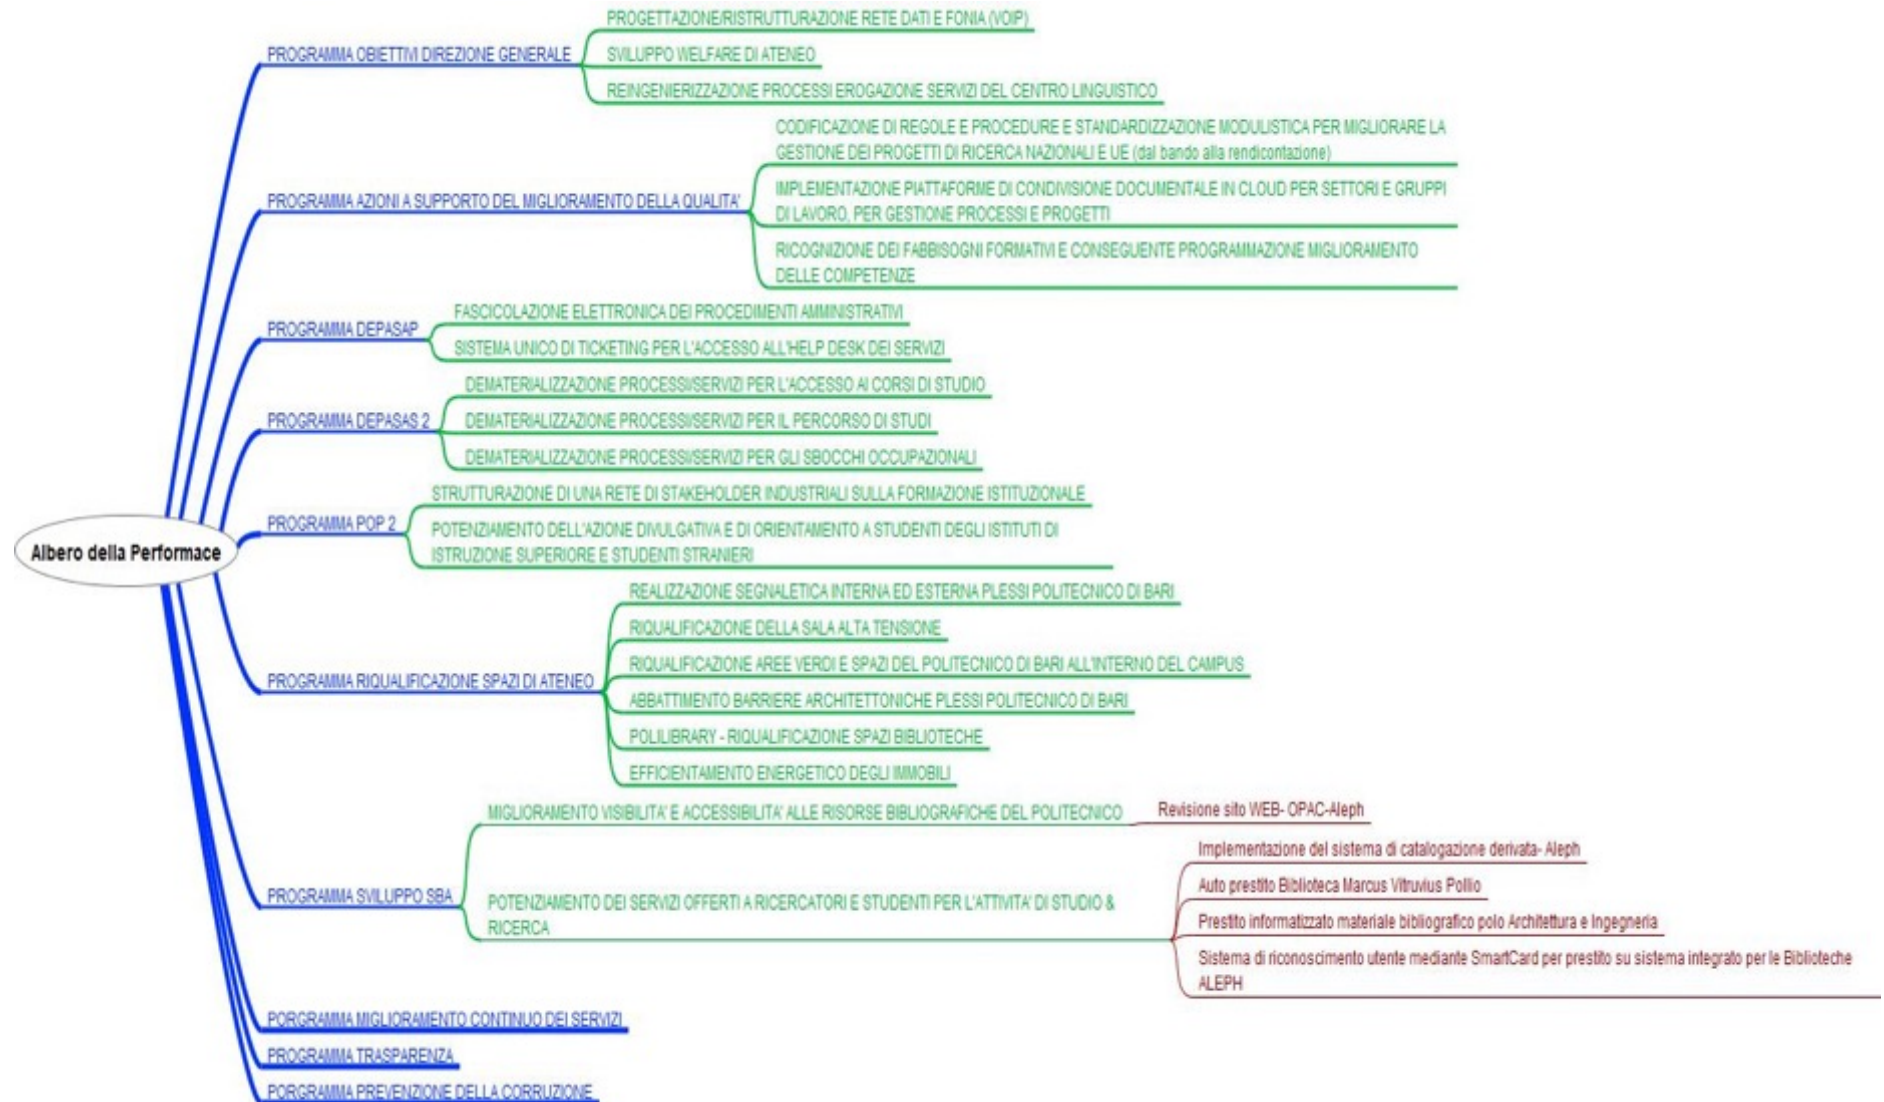 PROGETTAZIONE/RISTRUTTURAZIONE RETE DATI E FONIA (VOIP)
PROGRAMMA OBIETTIVI DIREZIONE GENERALE
SVILUPPO WELFARE DI ATENEO
REINGENIERIZZAZIONE PROCESSI EROGAZIONE SERVIZI DEL CENTRO LINGUISTICO
CODIFICAZIONE DI REGOLE E PROCEDURE E STANDARDIZZAZIONE MODULISTICA PER MIGLIORARE LA
GESTIONE DEI PROGETTI DI RICERCA NAZIONALI E UE (dal bando alla rendicontazione)
PROGRAMMA AZIONI A SUPPORTO DEL MIGLIORAMENTO DELLA QUALITA'
IMPLEMENTAZIONE PIATTAFORME DI CONDIVISIONE DOCUMENTALE IN CLOUD PER SETTORI E GRUPPI
DI LAVORO, PER GESTIONE PROCESSI E PROGETTI
RICOGNIZIONE DEI FABBISOGNI FORMATIVI E CONSEGUENTE PROGRAMMAZIONE MIGLIORAMENTO
DELLE COMPETENZE
PROGRAMMA DEPASAP
FASCICOLAZIONE ELETTRONICA DEI PROCEDIMENTI AMMINISTRATIVI
SISTEMA UNICO DI TICKETING PER L'ACCESSO ALL'HELP DESK DEI SERVIZI
PROGRAMMA DEPASAS 2
DEMATERIALIZZAZIONE PROCESSI/SERVIZI PER L'ACCESSO AI CORSI DI STUDIO
DEMATERIALIZZAZIONE PROCESSI/SERVIZI PER IL PERCORSO DI STUDI
DEMATERIALIZZAZIONE PROCESSI/SERVIZI PER GLI SBOCCHI OCCUPAZIONALI
PROGRAMMA POP 2
STRUTTURAZIONE DI UNA RETE DI STAKEHOLDER INDUSTRIALI SULLA FORMAZIONE ISTITUZIONALE
POTENZIAMENTO DELL'AZIONE DIVULGATIVA E DI ORIENTAMENTO A STUDENTI DEGLI ISTITUTI DI
ISTRUZIONE SUPERIORE E STUDENTI STRANIERI
Albero della Performace
PROGRAMMA RIQUALIFICAZIONE SPAZI DI ATENEO
REALIZZAZIONE SEGNALETICA INTERNA ED ESTERNA PLESSI POLITECNICO DI BARI
RIQUALIFICAZIONE DELLA SALA ALTA TENSIONE
RIQUALIFICAZIONE AREE VERDI E SPAZI DEL POLITECNICO DI BARI ALL'INTERNO DEL CAMPUS
ABBATTIMENTO BARRIERE ARCHITETTONICHE PLESSI POLITECNICO DI BARI
POLILIBRARY - RIQUALIFICAZIONE SPAZI BIBLIOTECHE
EFFICIENTAMENTO ENERGETICO DEGLI IMMOBILI
PROGRAMMA SVILUPPO SBA
MIGLIORAMENTO VISIBILITA' E ACCESSIBILITA' ALLE RISORSE BIBLIOGRAFICHE DEL POLITECNICO
Revisione sito WEB- OPAC-Aleph
POTENZIAMENTO DEI SERVIZI OFFERTI A RICERCATORI E STUDENTI PER L'ATTIVITA' DI STUDIO &
RICERCA
Implementazione del sistema di catalogazione derivata- Aleph
Auto prestito Biblioteca Marcus Vitruvius Pollio
Prestito informatizzato materiale bibliografico polo Architettura e Ingegneria
Sistema di riconoscimento utente mediante SmartCard per prestito su sistema integrato per le Biblioteche
ALEPH
PORGRAMMA MIGLIORAMENTO CONTINUO DEI SERVIZI
PROGRAMMA TRASPARENZA
PORGRAMMA PREVENZIONE DELLA CORRUZIONE